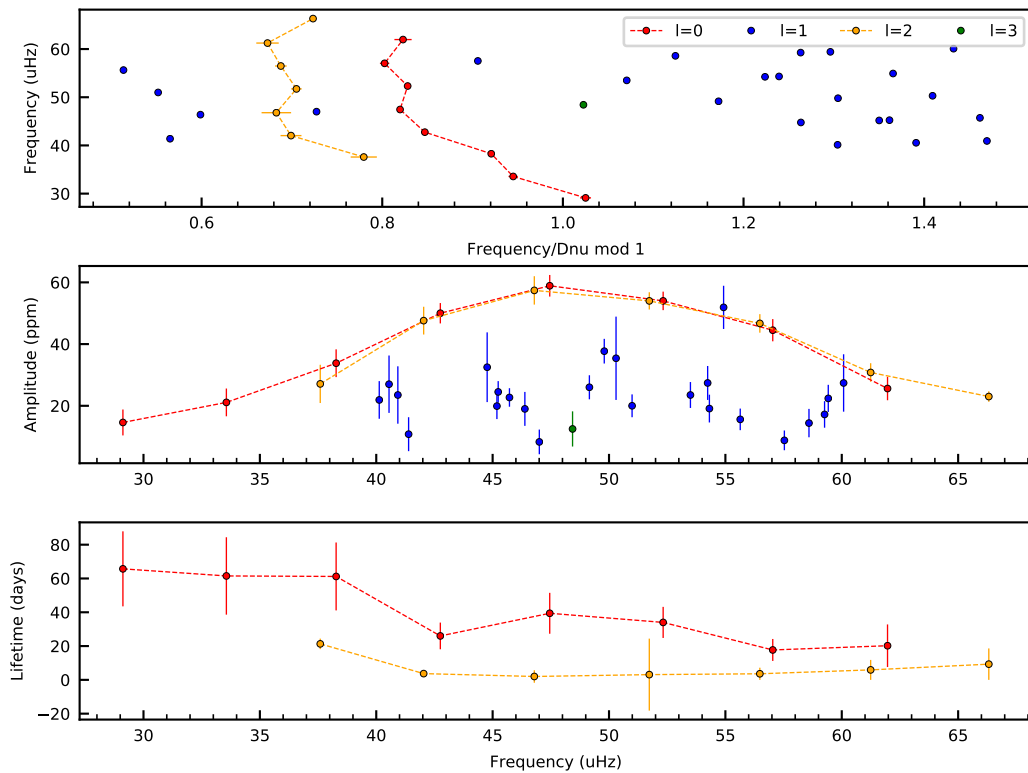 l=0 l=1 l=2 l=3
Frequency (uHz)
60
50
40
30
0.6 0.8 1.0 1.2 1.4
Frequency/Dnu mod 1
Amplitude (ppm)
60
40
20
30 35 40 45 50 55 60 65
Lifetime (days)
80
60
40
20
0
−20
30 35 40 45 50 55 60 65
Frequency (uHz)